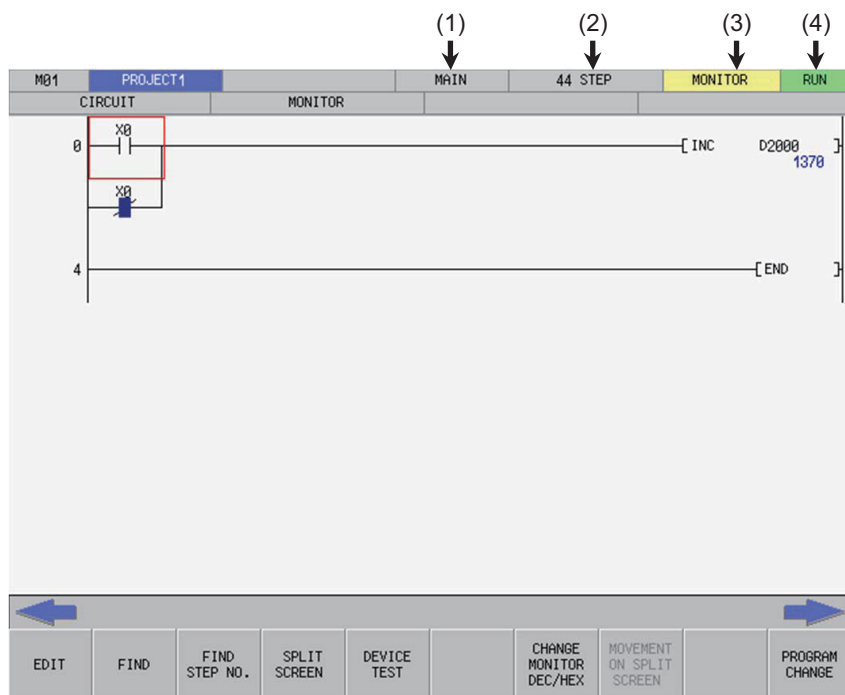 (1) (2) (3) (4)
M01 PROJECT1 MAIN 44 STEP MONITOR RUN
CIRCUIT MONITOR
X0
0 INC D2000
1370
X0
4 END
EDIT
FIND
FIND
STEP NO.
SPLIT
SCREEN
DEVICE
TEST
CHANGE
MONITOR
DEC/HEX
MOVEMENT
ON SPLIT
SCREEN
PROGRAM
CHANGE